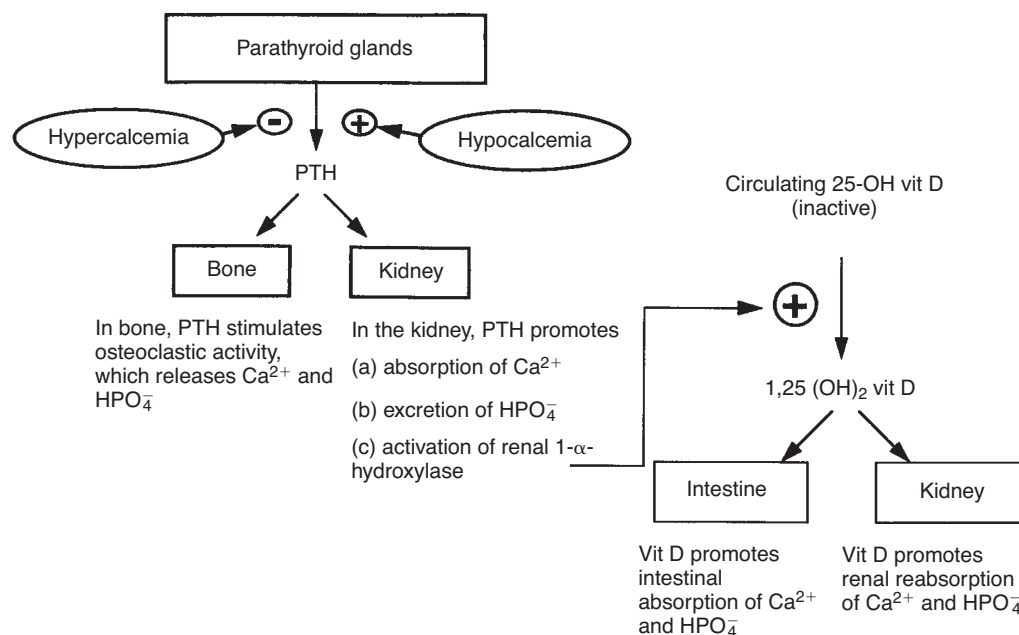 Parathyroid glands
Hypercalcemia
-
+
Hypocalcemia
PTH
Bone
Kidney
In bone, PTH stimulates
osteoclastic activity,
which releases Ca²⁺ and
HPO₄⁻
In the kidney, PTH promotes
(a) absorption of Ca²⁺
(b) excretion of HPO₄⁻
(c) activation of renal 1-α-
hydroxylase
Circulating 25-OH vit D
(inactive)
+
1,25 (OH)₂ vit D
Intestine
Kidney
Vit D promotes
intestinal
absorption of Ca²⁺
and HPO₄⁻
Vit D promotes
renal reabsorption
of Ca²⁺ and HPO₄⁻